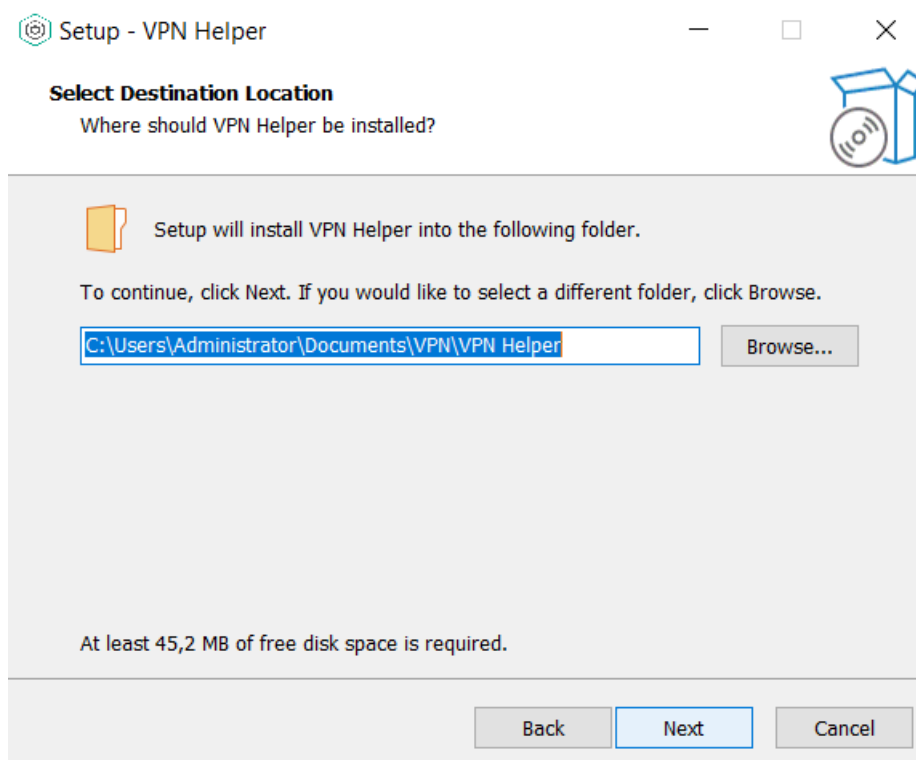 Setup - VPN Helper
Select Destination Location
Where should VPN Helper be installed?
Setup will install VPN Helper into the following folder.
To continue, click Next. If you would like to select a different folder, click Browse.
C:\Users\Administrator\Documents\VPN\VPN Helper
Browse...
At least 45,2 MB of free disk space is required.
Back
Next
Cancel